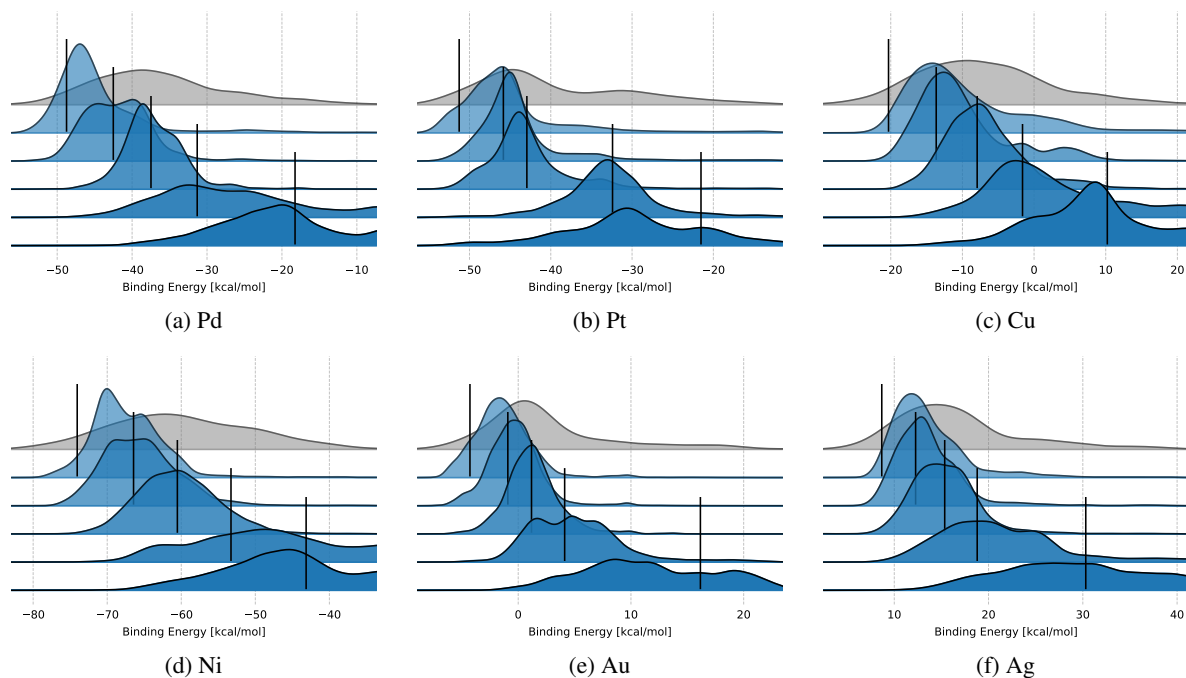 −50 −40 −30 −20 −10
Binding Energy [kcal/mol]
(a) Pd
−50 −40 −30 −20
Binding Energy [kcal/mol]
(b) Pt
−20 −10 0 10 20
Binding Energy [kcal/mol]
(c) Cu
−80 −70 −60 −50 −40
Binding Energy [kcal/mol]
(d) Ni
0 10 20
Binding Energy [kcal/mol]
(e) Au
10 20 30 40
Binding Energy [kcal/mol]
(f) Ag